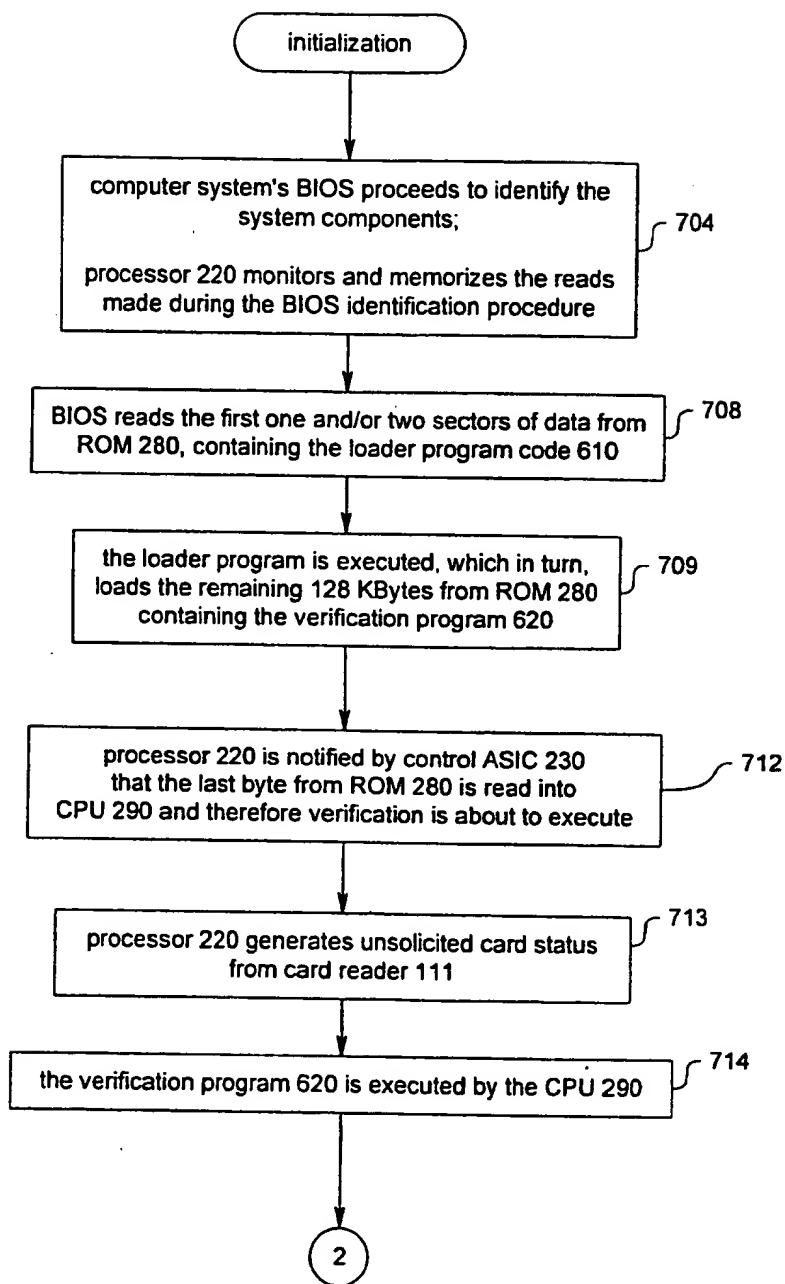 initialization
computer system's BIOS proceeds to identify the
system components;
processor 220 monitors and memorizes the reads
made during the BIOS identification procedure
704
BIOS reads the first one and/or two sectors of data from
ROM 280, containing the loader program code 610
708
the loader program is executed, which in turn,
loads the remaining 128 KBytes from ROM 280
containing the verification program 620
709
processor 220 is notified by control ASIC 230
that the last byte from ROM 280 is read into
CPU 290 and therefore verification is about to execute
712
processor 220 generates unsolicited card status
from card reader 111
713
the verification program 620 is executed by the CPU 290
714
2